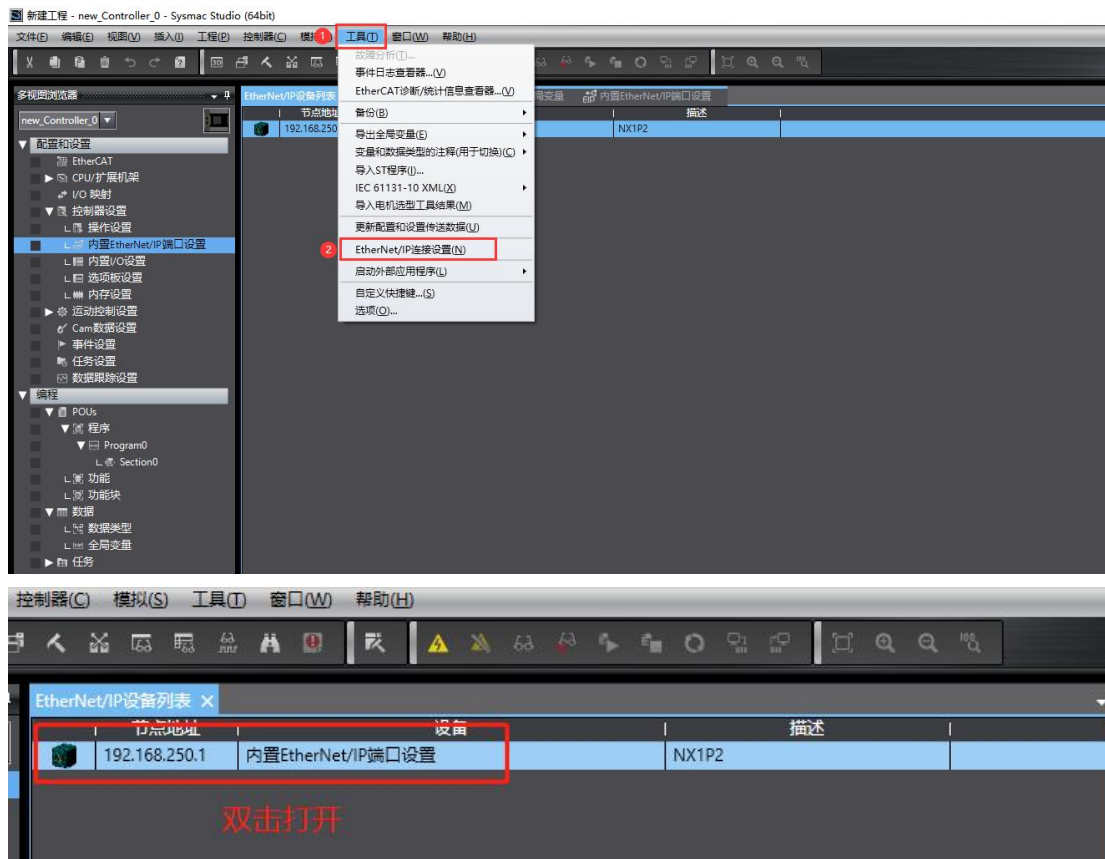 新建工程 - new_Controller_0 - Sysmac Studio (64bit)
文件(F) 编辑(E) 视图(V) 插入(I) 工程(P) 控制器(C) 1 工具(T) 窗口(W) 帮助(H)
故障分析(T)...
事件日志查看器...(V)
EtherCAT诊断/统计信息查看器...(V)
备份(B)
导出全局变量(E)
变量和数据类型的注释(用于切换)(C)
导入ST程序(I)...
IEC 61131-10 XML(X)
导入电机选型工具结果(M)
更新配置和设置传送数据(U)
2 EtherNet/IP连接设置(N)
启动外部应用程序(L)
自定义快捷键...(S)
选项(O)...
多视图浏览器
new_Controller_0
配置和设置
EtherCAT
CPU/扩展机架
I/O 映射
控制器设置
操作设置
内置EtherNet/IP端口设置
内置I/O设置
选项板设置
内存设置
运动控制设置
Cam数据设置
事件设置
任务设置
数据跟踪设置
编程
POUs
程序
Program0
Section0
功能
功能块
数据
数据类型
全局变量
任务
EtherNet/IP设备列表 内置EtherNet/IP端口设置
节点地址 描述
192.168.250 NX1P2
控制器(C) 模拟(S) 工具(T) 窗口(W) 帮助(H)
EtherNet/IP设备列表
节点地址 设备 描述
192.168.250.1 内置EtherNet/IP端口设置 NX1P2
双击打开